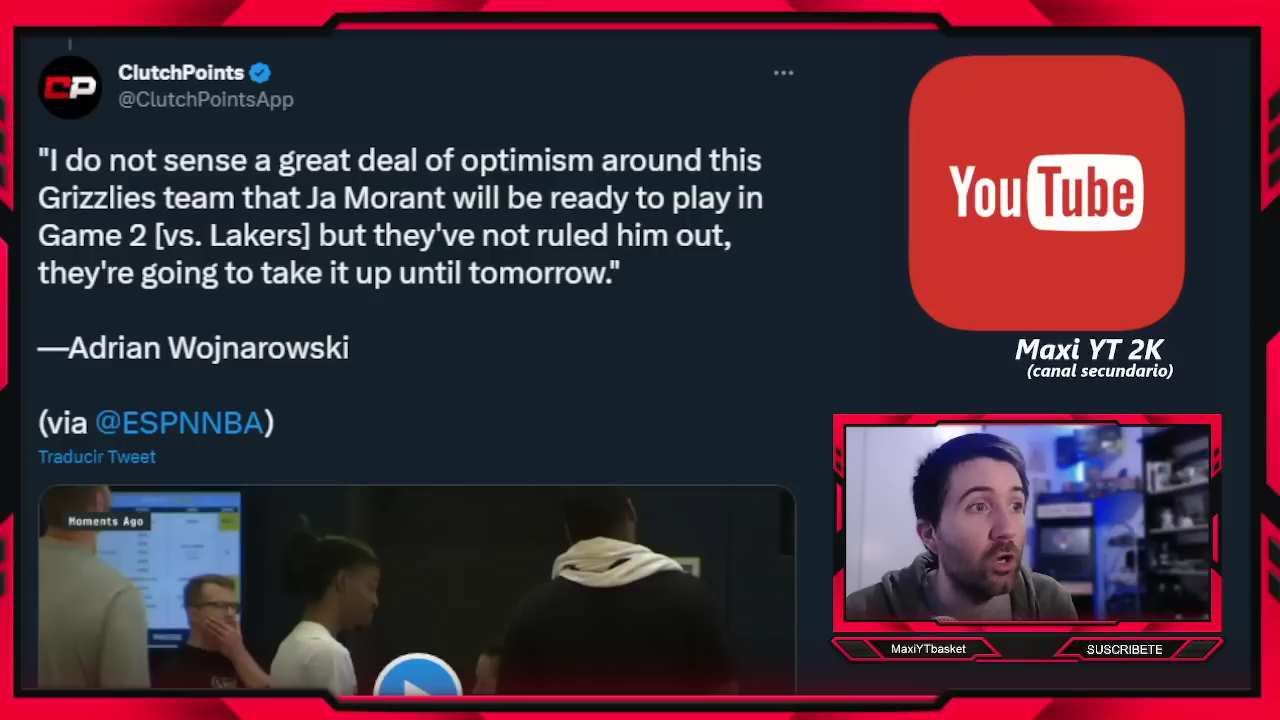 ClutchPoints
@ClutchPointsApp
"I do not sense a great deal of optimism around this
Grizzlies team that Ja Morant will be ready to play in
Game 2 [vs. Lakers] but they've not ruled him out,
they're going to take it up until tomorrow."
—Adrian Wojnarowski
(via @ESPNNBA)
Traducir Tweet
Moments Ago
CP
YouTube
Maxi YT 2K
(canal secundario)
MaxiYTbasket
SUSCRIBETE